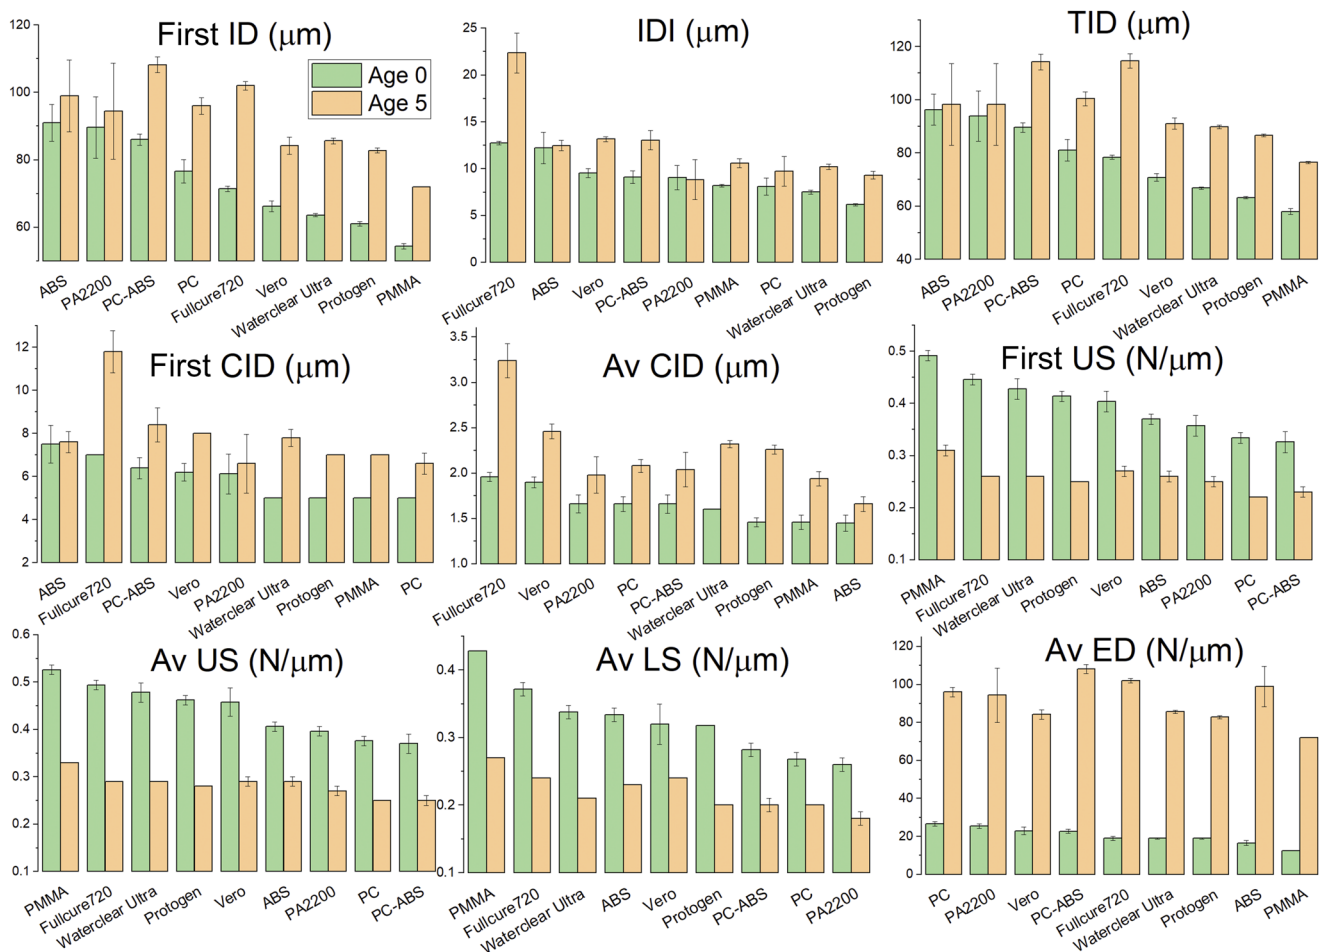 First ID (μm)
Age 0
Age 5
120
100
80
60
ABS
PA2200
PC-ABS
PC
Fullcure720
Vero
Waterclear Ultra
Protogen
PMMA
IDI (μm)
25
20
15
10
5
0
Fullcure720
ABS
Vero
PC-ABS
PA2200
PMMA
PC
Waterclear Ultra
Protogen
TID (μm)
120
100
80
60
40
ABS
PA2200
PC-ABS
PC
Fullcure720
Vero
Waterclear Ultra
Protogen
PMMA
First CID (μm)
12
10
8
6
4
2
ABS
Fullcure720
PC-ABS
Vero
PA2200
Waterclear Ultra
Protogen
PMMA
PC
Av CID (μm)
3.5
3.0
2.5
2.0
1.5
1.0
Fullcure720
Vero
PA2200
PC
PC-ABS
Waterclear Ultra
Protogen
PMMA
ABS
First US (N/μm)
0.5
0.4
0.3
0.2
0.1
PMMA
Fullcure720
Waterclear Ultra
Protogen
Vero
ABS
PA2200
PC
PC-ABS
Av US (N/μm)
0.6
0.5
0.4
0.3
0.2
0.1
PMMA
Fullcure720
Waterclear Ultra
Protogen
Vero
ABS
PA2200
PC
PC-ABS
Av LS (N/μm)
0.4
0.3
0.2
0.1
PMMA
Fullcure720
Waterclear Ultra
ABS
Vero
Protogen
PC-ABS
PC
PA2200
Av ED (N/μm)
120
100
80
60
40
20
0
PC
PA2200
Vero
PC-ABS
Fullcure720
Waterclear Ultra
Protogen
ABS
PMMA